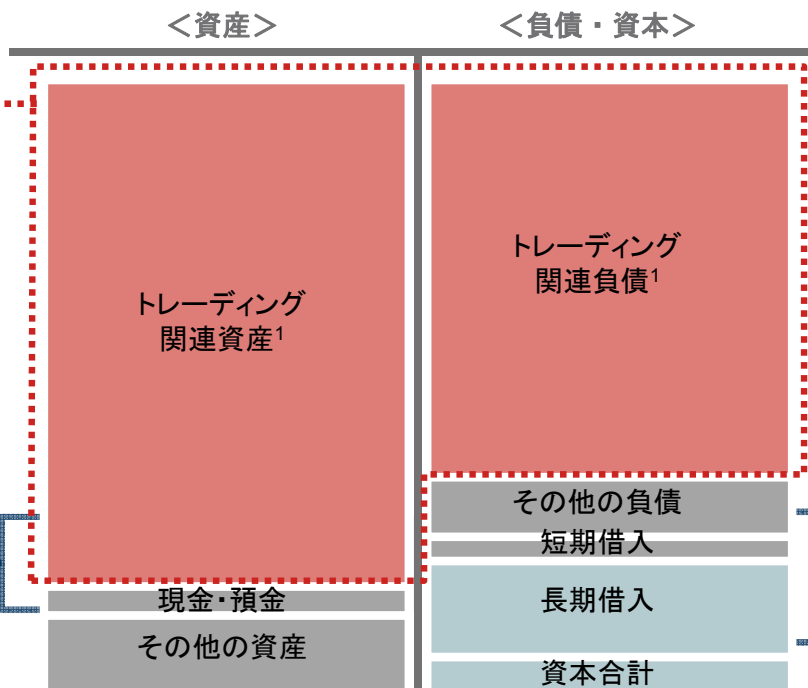 ＜資産＞
＜負債・資本＞
トレーディング
関連資産¹
現金・預金
その他の資産
トレーディング
関連負債¹
その他の負債
短期借入
長期借入
資本合計